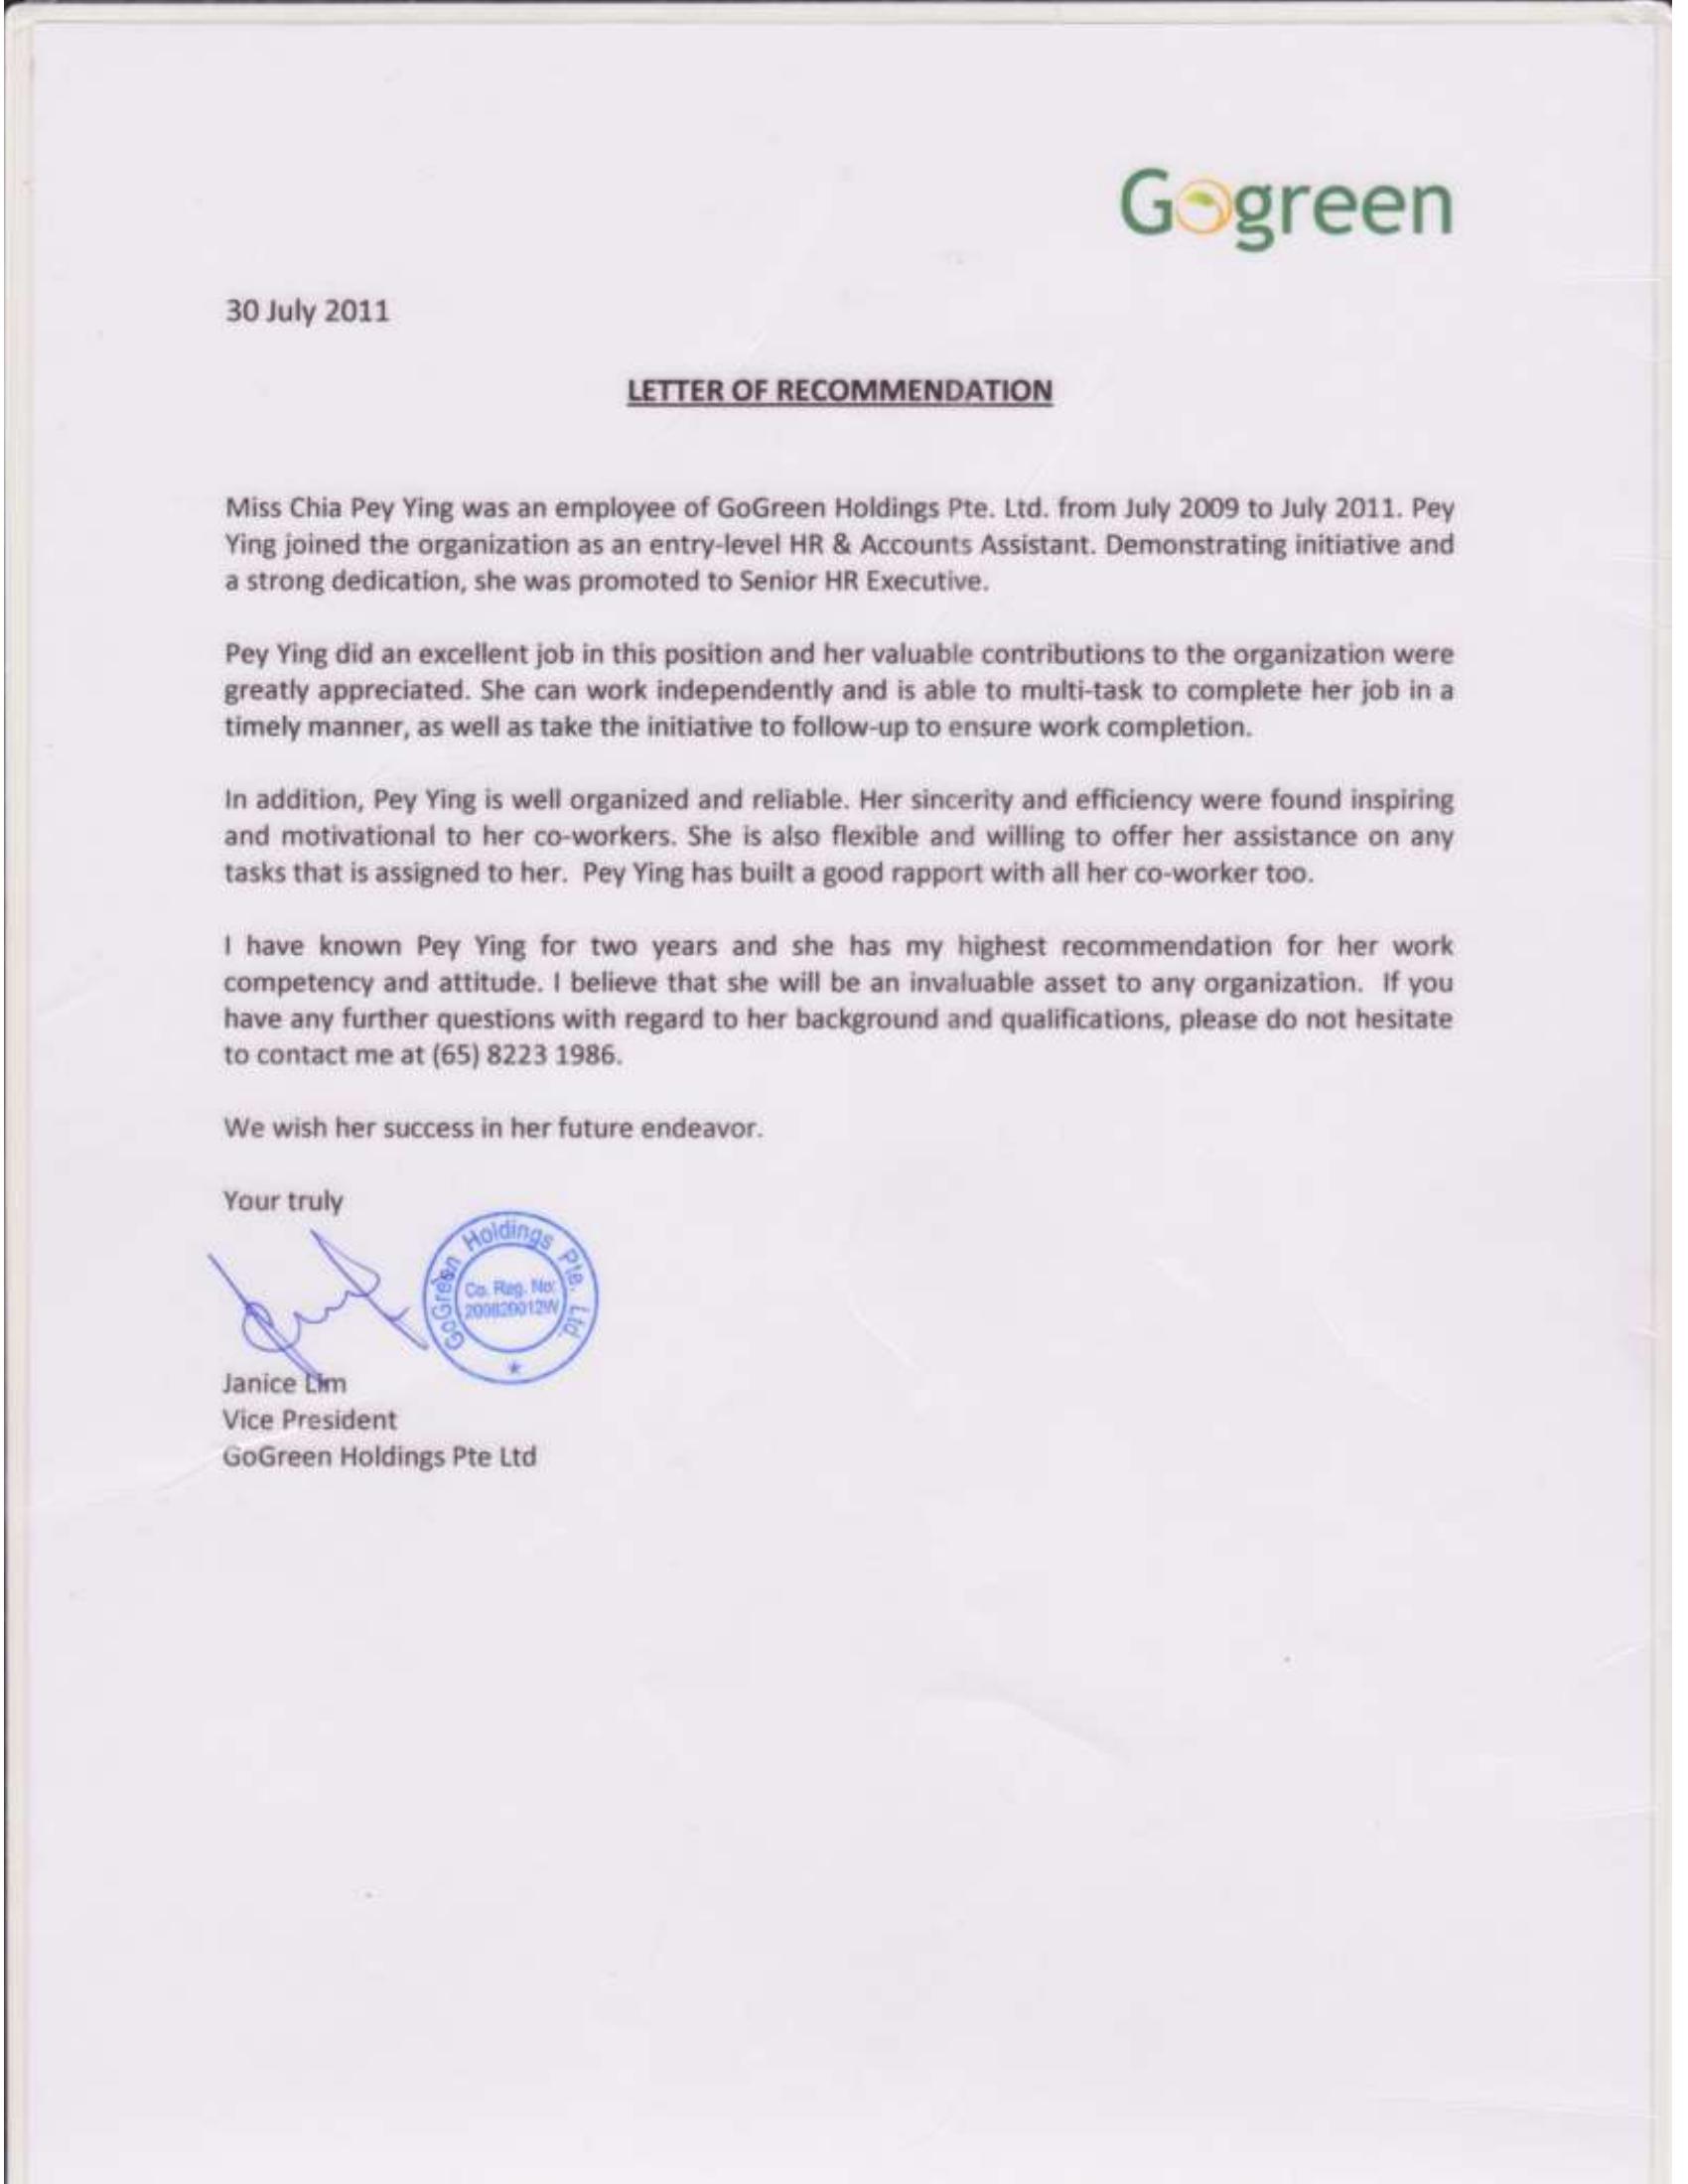 Gogreen
30 July 2011
LETTER OF RECOMMENDATION
Miss Chia Pey Ying was an employee of GoGreen Holdings Pte. Ltd. from July 2009 to July 2011. Pey
Ying joined the organization as an entry-level HR & Accounts Assistant. Demonstrating initiative and
a strong dedication, she was promoted to Senior HR Executive.
Pey Ying did an excellent job in this position and her valuable contributions to the organization were
greatly appreciated. She can work independently and is able to multi-task to complete her job in a
timely manner, as well as take the initiative to follow-up to ensure work completion.
In addition, Pey Ying is well organized and reliable. Her sincerity and efficiency were found inspiring
and motivational to her co-workers. She is also flexible and willing to offer her assistance on any
tasks that is assigned to her.  Pey Ying has built a good rapport with all her co-worker too.
I have known Pey Ying for two years and she has my highest recommendation for her work
competency and attitude. I believe that she will be an invaluable asset to any organization.  If you
have any further questions with regard to her background and qualifications, please do not hesitate
to contact me at (65) 8223 1986.
We wish her success in her future endeavor.
Your truly
GoGreen Holdings Pte. Ltd.
Co. Reg. No:
200820012W
Janice Lim
Vice President
GoGreen Holdings Pte Ltd